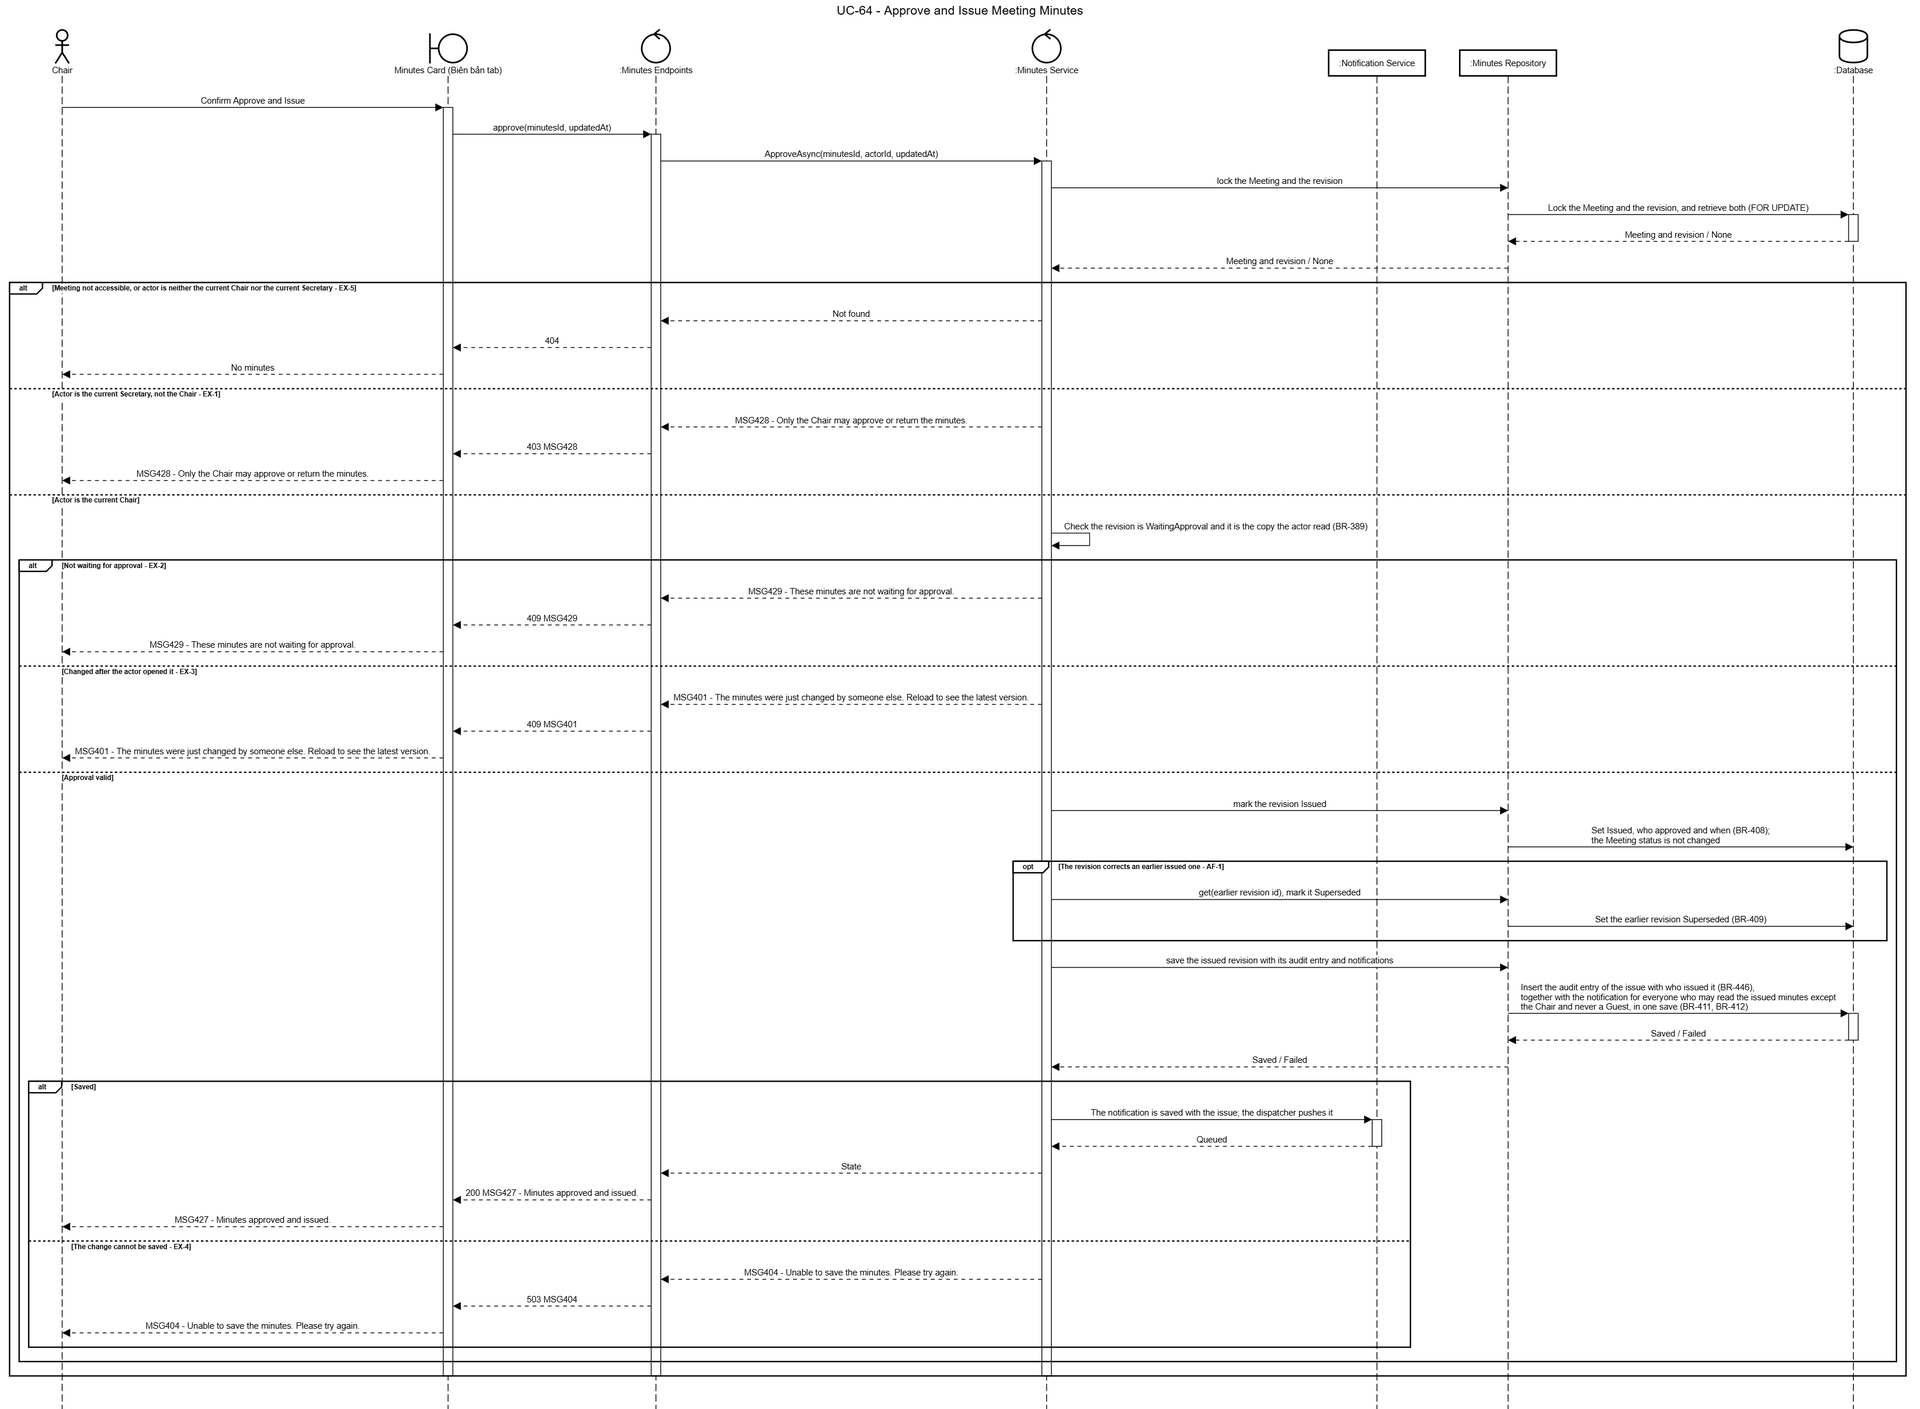 UC-64 - Approve and Issue Meeting Minutes
Chair
Minutes Card (Biên bản tab)
:Minutes Endpoints
:Minutes Service
:Notification Service
:Minutes Repository
:Database
Confirm Approve and Issue
approve(minutesId, updatedAt)
ApproveAsync(minutesId, actorId, updatedAt)
lock the Meeting and the revision
Lock the Meeting and the revision, and retrieve both (FOR UPDATE)
Meeting and revision / None
Meeting and revision / None
alt
[Meeting not accessible, or actor is neither the current Chair nor the current Secretary - EX-5]
Not found
404
No minutes
[Actor is the current Secretary, not the Chair - EX-1]
MSG428 - Only the Chair may approve or return the minutes.
403 MSG428
MSG428 - Only the Chair may approve or return the minutes.
[Actor is the current Chair]
Check the revision is WaitingApproval and it is the copy the actor read (BR-389)
alt
[Not waiting for approval - EX-2]
MSG429 - These minutes are not waiting for approval.
409 MSG429
MSG429 - These minutes are not waiting for approval.
[Changed after the actor opened it - EX-3]
MSG401 - The minutes were just changed by someone else. Reload to see the latest version.
409 MSG401
MSG401 - The minutes were just changed by someone else. Reload to see the latest version.
[Approval valid]
mark the revision Issued
Set Issued, who approved and when (BR-408);
the Meeting status is not changed
opt
[The revision corrects an earlier issued one - AF-1]
get(earlier revision id), mark it Superseded
Set the earlier revision Superseded (BR-409)
save the issued revision with its audit entry and notifications
Insert the audit entry of the issue with who issued it (BR-446),
together with the notification for everyone who may read the issued minutes except
the Chair and never a Guest, in one save (BR-411, BR-412)
Saved / Failed
Saved / Failed
alt
[Saved]
The notification is saved with the issue; the dispatcher pushes it
Queued
State
200 MSG427 - Minutes approved and issued.
MSG427 - Minutes approved and issued.
[The change cannot be saved - EX-4]
MSG404 - Unable to save the minutes. Please try again.
503 MSG404
MSG404 - Unable to save the minutes. Please try again.